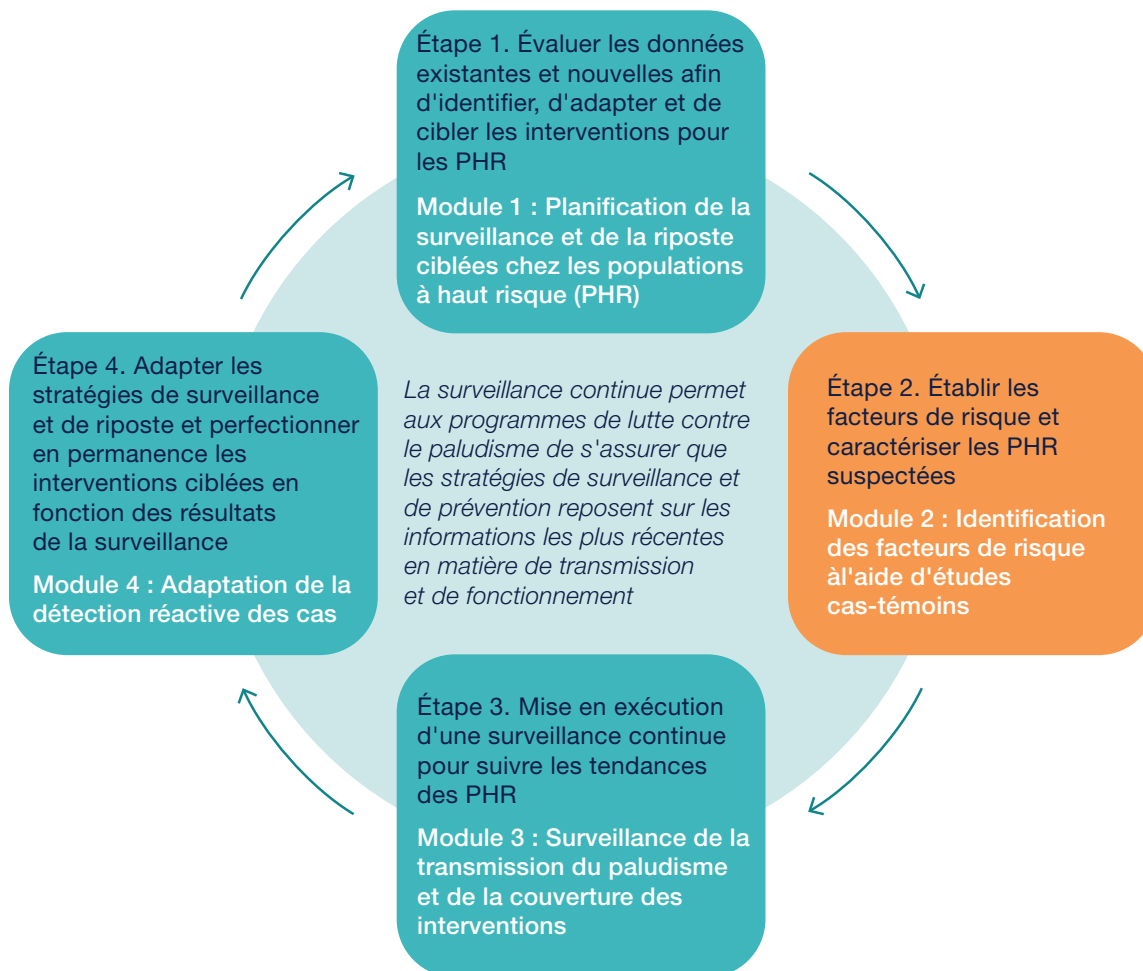 Étape 1. Évaluer les données
existantes et nouvelles afin
d'identifier, d'adapter et de
cibler les interventions pour
les PHR
Module 1 : Planification de la
surveillance et de la riposte
ciblées chez les populations
à haut risque (PHR)
Étape 2. Établir les
facteurs de risque et
caractériser les PHR
suspectées
Module 2 : Identification
des facteurs de risque
àl'aide d'études
cas-témoins
Étape 3. Mise en exécution
d'une surveillance continue
pour suivre les tendances
des PHR
Module 3 : Surveillance de la
transmission du paludisme
et de la couverture des
interventions
Étape 4. Adapter les
stratégies de surveillance
et de riposte et perfectionner
en permanence les
interventions ciblées en
fonction des résultats
de la surveillance
Module 4 : Adaptation de la
détection réactive des cas
La surveillance continue permet
aux programmes de lutte contre
le paludisme de s'assurer que
les stratégies de surveillance et
de prévention reposent sur les
informations les plus récentes
en matière de transmission
et de fonctionnement